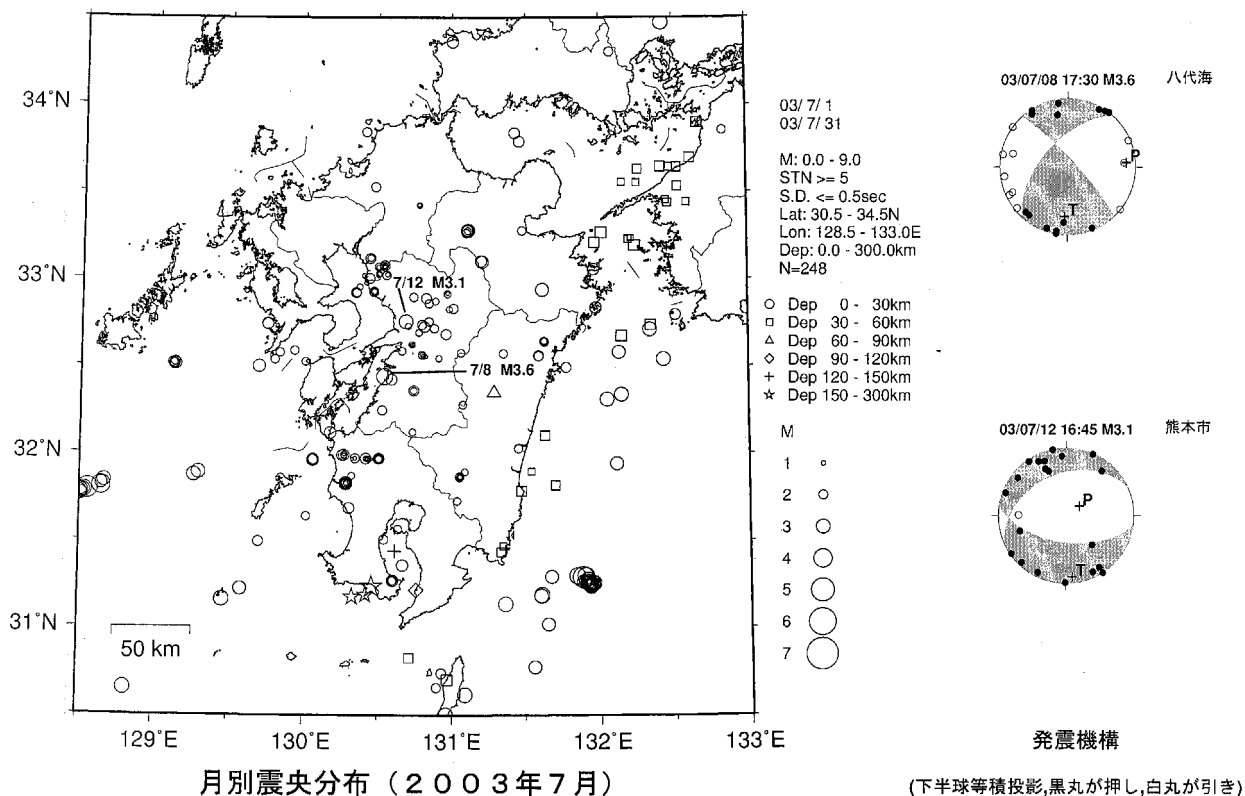 34˚N
33˚N
32˚N
31˚N
129˚E
130˚E
131˚E
132˚E
133˚E
7/12 M3.1
7/8 M3.6
50 km
月別震央分布（２００３年７月）
03/ 7/ 1
03/ 7/ 31
M: 0.0 - 9.0
STN >= 5
S.D. <= 0.5sec
Lat: 30.5 - 34.5N
Lon: 128.5 - 133.0E
Dep: 0.0 - 300.0km
N=248
Dep 0 - 30km
Dep 30 - 60km
Dep 60 - 90km
Dep 90 - 120km
Dep 120 - 150km
Dep 150 - 300km
M
1
2
3
4
5
6
7
03/07/08 17:30 M3.6 八代海
P
T
03/07/12 16:45 M3.1 熊本市
P
T
発震機構
(下半球等積投影,黒丸が押し,白丸が引き)